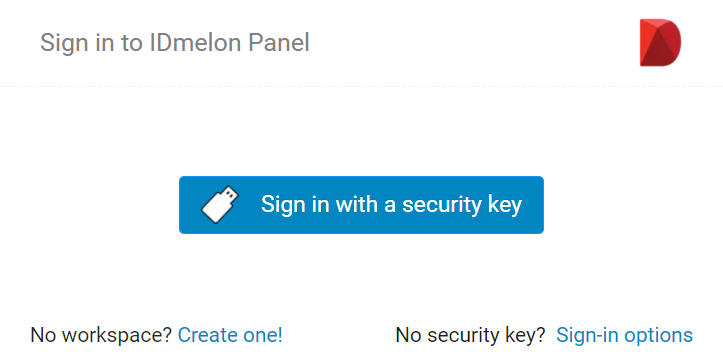 Sign in to IDmelon Panel
Sign in with a security key
No workspace? Create one!
No security key? Sign-in options